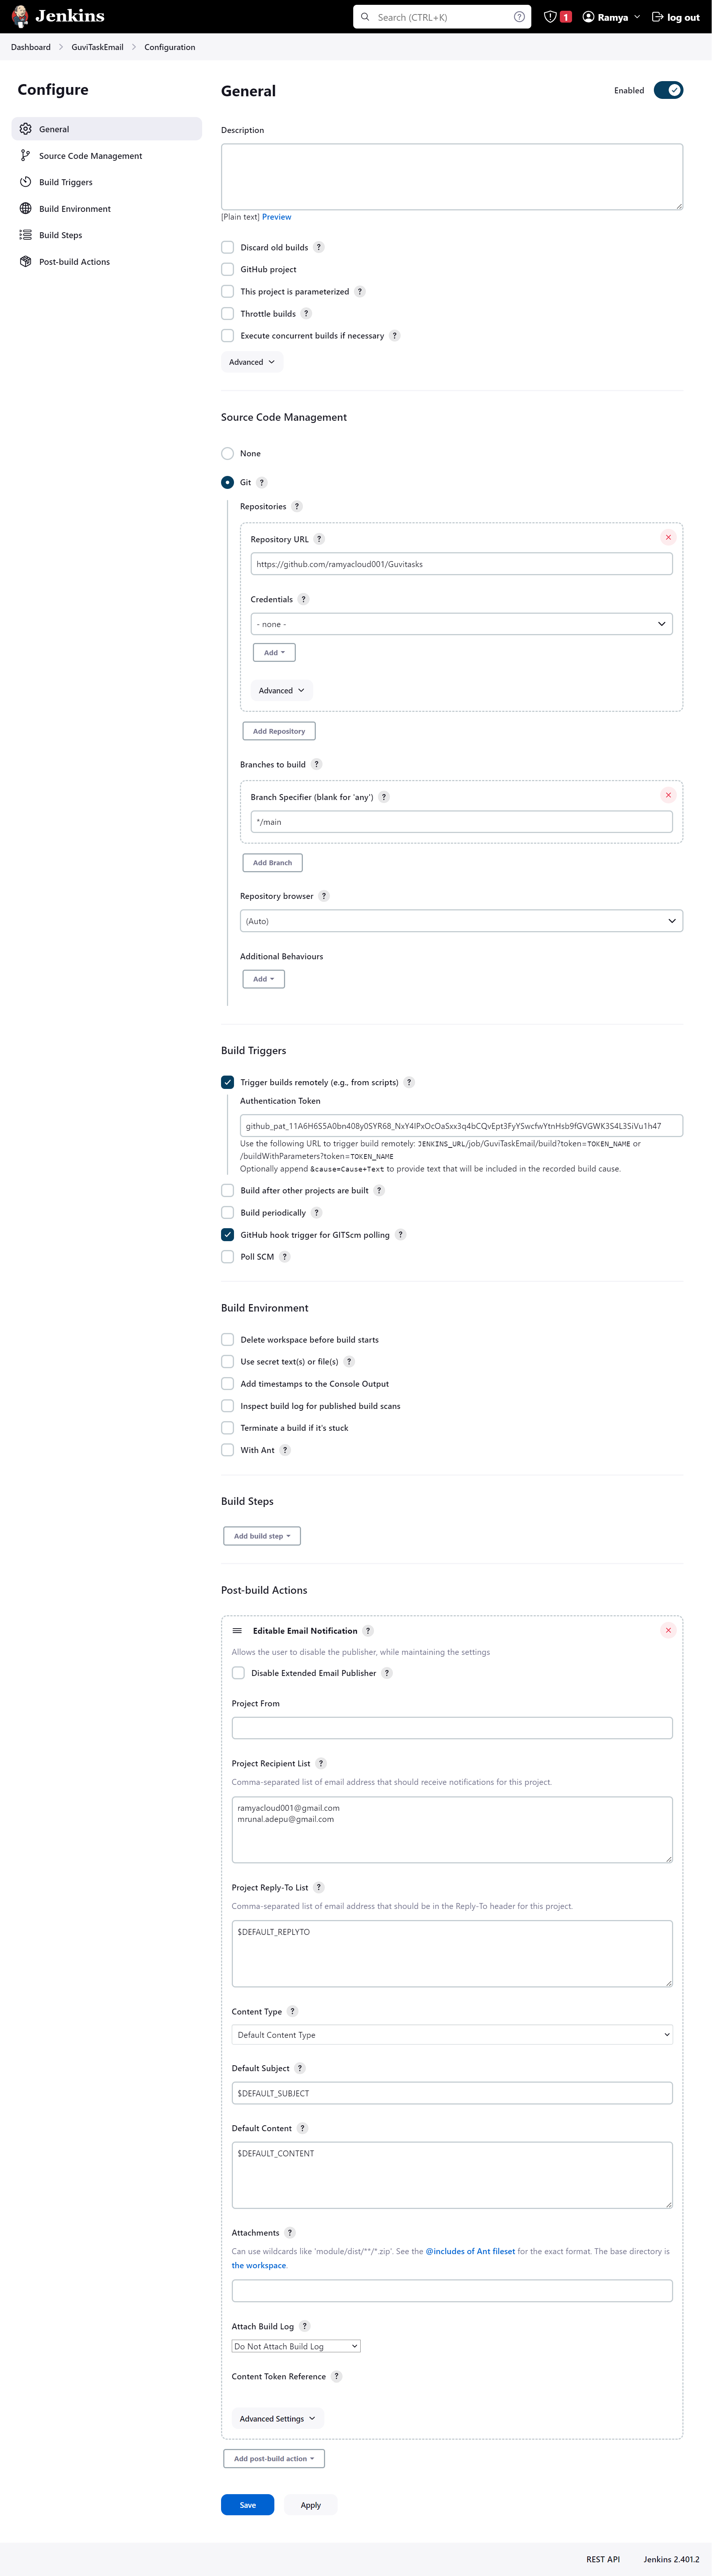 Jenkins
Search (CTRL+K)
1
Ramya
log out
Dashboard
GuviTaskEmail
Configuration
Configure
General
Source Code Management
Build Triggers
Build Environment
Build Steps
Post-build Actions
General
Enabled
Description
[Plain text] Preview
Discard old builds ?
GitHub project
This project is parameterized ?
Throttle builds ?
Execute concurrent builds if necessary ?
Advanced
Source Code Management
None
Git ?
Repositories ?
Repository URL ?
https://github.com/ramyacloud001/Guvitasks
Credentials ?
- none -
Add
Advanced
Add Repository
Branches to build ?
Branch Specifier (blank for 'any') ?
*/main
Add Branch
Repository browser ?
(Auto)
Additional Behaviours
Add
Build Triggers
Trigger builds remotely (e.g., from scripts) ?
Authentication Token
Use the following URL to trigger build remotely: JENKINS_URL/job/GuviTaskEmail/build?token=TOKEN_NAME or
/buildWithParameters?token=TOKEN_NAME
Optionally append &cause=Cause+Text to provide text that will be included in the recorded build cause.
Build after other projects are built ?
Build periodically ?
GitHub hook trigger for GITScm polling ?
Poll SCM ?
Build Environment
Delete workspace before build starts
Use secret text(s) or file(s) ?
Add timestamps to the Console Output
Inspect build log for published build scans
Terminate a build if it's stuck
With Ant ?
Build Steps
Add build step
Post-build Actions
Editable Email Notification ?
Allows the user to disable the publisher, while maintaining the settings
Disable Extended Email Publisher ?
Project From
Project Recipient List ?
Comma-separated list of email address that should receive notifications for this project.
ramyacloud001@gmail.com
mrunal.adepu@gmail.com
Project Reply-To List ?
Comma-separated list of email address that should be in the Reply-To header for this project.
$DEFAULT_REPLYTO
Content Type ?
Default Content Type
Default Subject ?
$DEFAULT_SUBJECT
Default Content ?
$DEFAULT_CONTENT
Attachments ?
Can use wildcards like 'module/dist/**/*.zip'. See the @includes of Ant fileset for the exact format. The base directory is
the workspace.
Attach Build Log ?
Do Not Attach Build Log
Content Token Reference ?
Advanced Settings
Add post-build action
Save
Apply
REST API
Jenkins 2.401.2